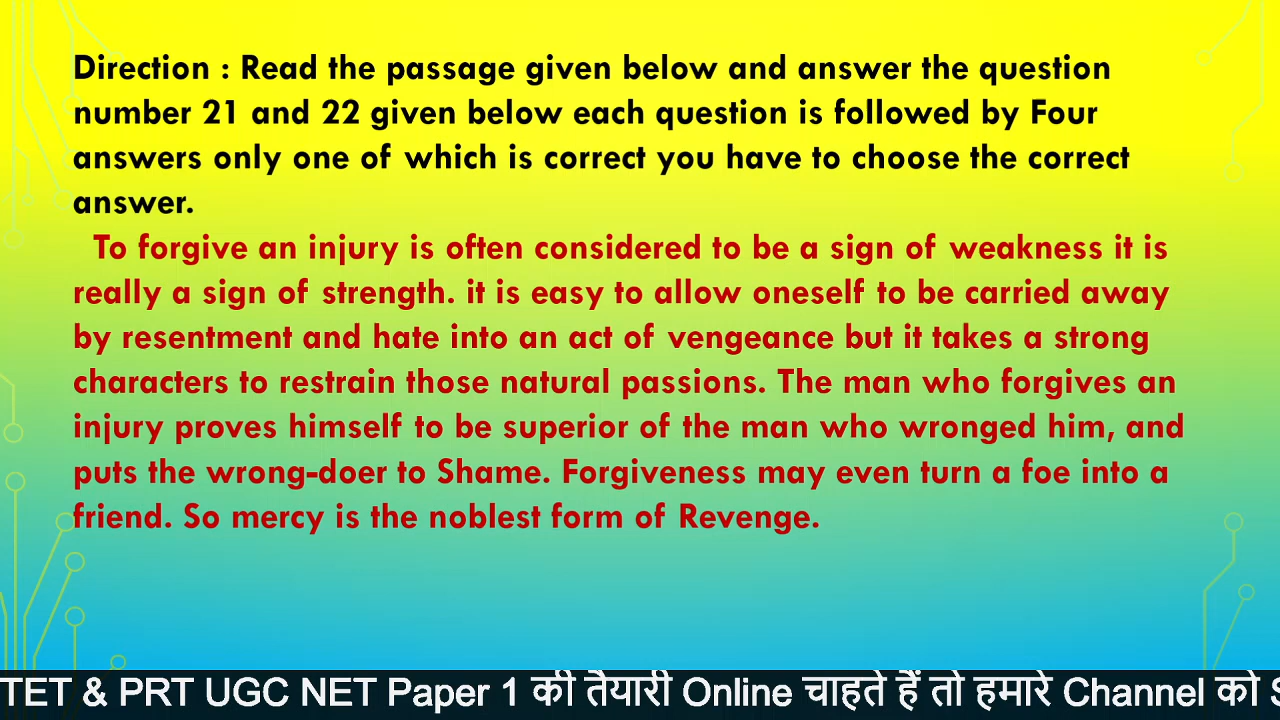 Direction : Read the passage given below and answer the question
number 21 and 22 given below each question is followed by Four
answers only one of which is correct you have to choose the correct
answer.
To forgive an injury is often considered to be a sign of weakness it is
really a sign of strength. it is easy to allow oneself to be carried away
by resentment and hate into an act of vengeance but it takes a strong
characters to restrain those natural passions. The man who forgives an
injury proves himself to be superior of the man who wronged him, and
puts the wrong-doer to Shame. Forgiveness may even turn a foe into a
friend. So mercy is the noblest form of Revenge.
TET & PRT UGC NET Paper 1 की तैयारी Online चाहते हैं तो हमारे Channel को